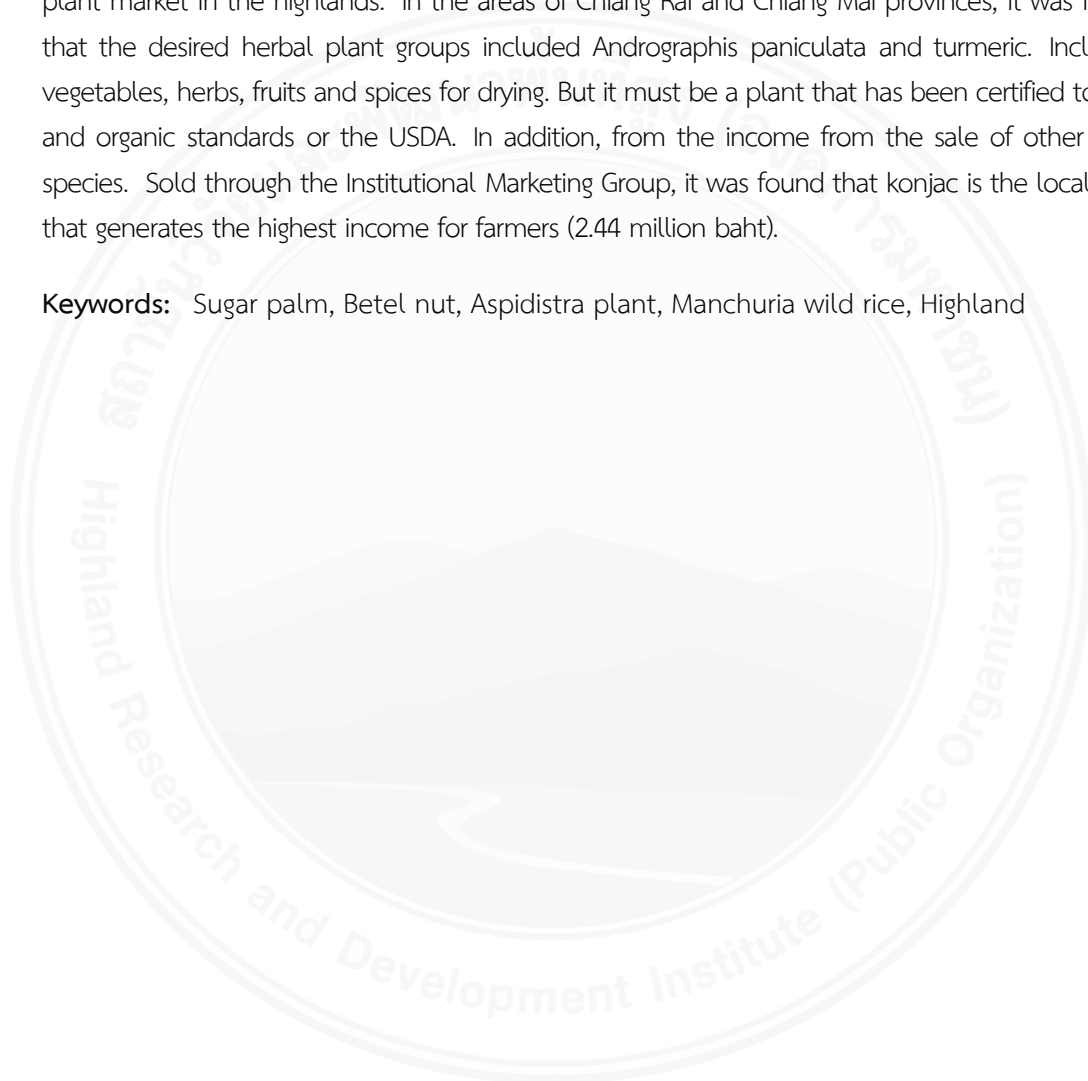 plant market in the highlands. In the areas of Chiang Rai and Chiang Mai provinces, it was
that the desired herbal plant groups included Andrographis paniculata and turmeric.
vegetables, herbs, fruits and spices for drying. But it must be a plant that has been certified
and organic standards or the USDA. In addition, from the income from the sale of other
species. Sold through the Institutional Marketing Group, it was found that konjac is the local
that generates the highest income for farmers (2.44 million baht).
Keywords: Sugar palm, Betel nut, Aspidistra plant, Manchuria wild rice, Highland
Highland Research and Development Institute (Public Organization)